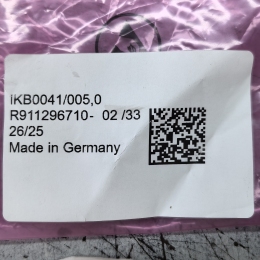 IKB0041/005,0
R911296710- 02 /33
26/25
Made in Germany